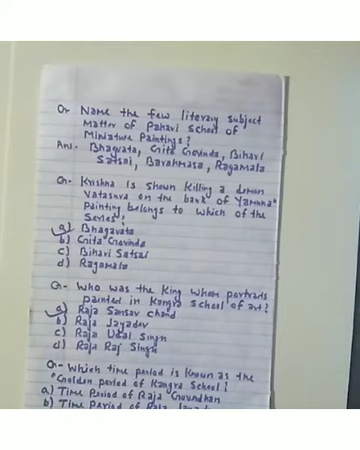 Q- Name the few literary subject
matter of Pahari School of
Miniature Paintings?
Ans- Bhagvata, Gita Govinda, Bihari
Satsai, Barahmasa, Ragamala
Q- Krishna is shown killing a demon
Vatasura on the bank of Yamuna"
Painting belongs to which of the
Series?
a) Bhagavata
b) Gita Govinda
c) Bihari Satsai
d) Ragamala
Q- Who was the King whom portraits
painted in Kangra School of art?
a) Raja Sansar Chand
b) Raja Jayadev
c) Raja Udai Singh
d) Raja Raj Singh
Q- Which time period is known as the
"Golden period of Kangra School?
a) Time Period of Raja Govardhan
b) Time Period of Raja